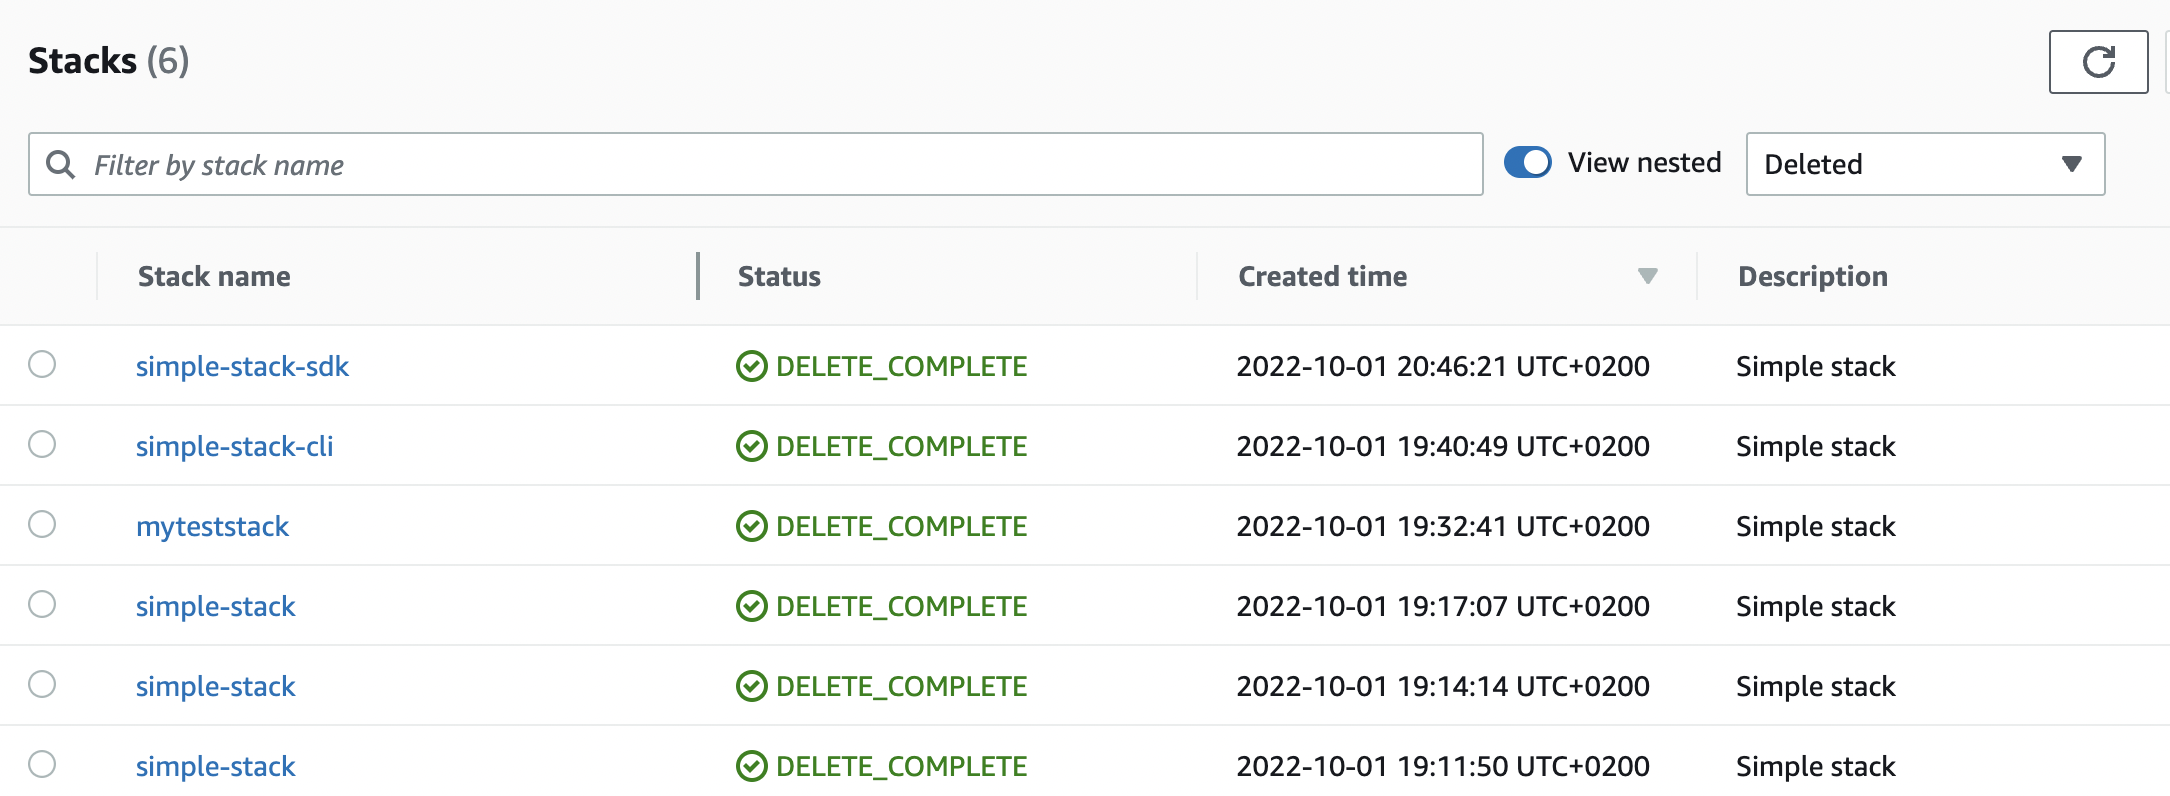 Stacks (6)
Filter by stack name View nested Deleted
Stack name Status Created time Description
simple-stack-sdk DELETE_COMPLETE 2022-10-01 20:46:21 UTC+0200 Simple stack
simple-stack-cli DELETE_COMPLETE 2022-10-01 19:40:49 UTC+0200 Simple stack
myteststack DELETE_COMPLETE 2022-10-01 19:32:41 UTC+0200 Simple stack
simple-stack DELETE_COMPLETE 2022-10-01 19:17:07 UTC+0200 Simple stack
simple-stack DELETE_COMPLETE 2022-10-01 19:14:14 UTC+0200 Simple stack
simple-stack DELETE_COMPLETE 2022-10-01 19:11:50 UTC+0200 Simple stack